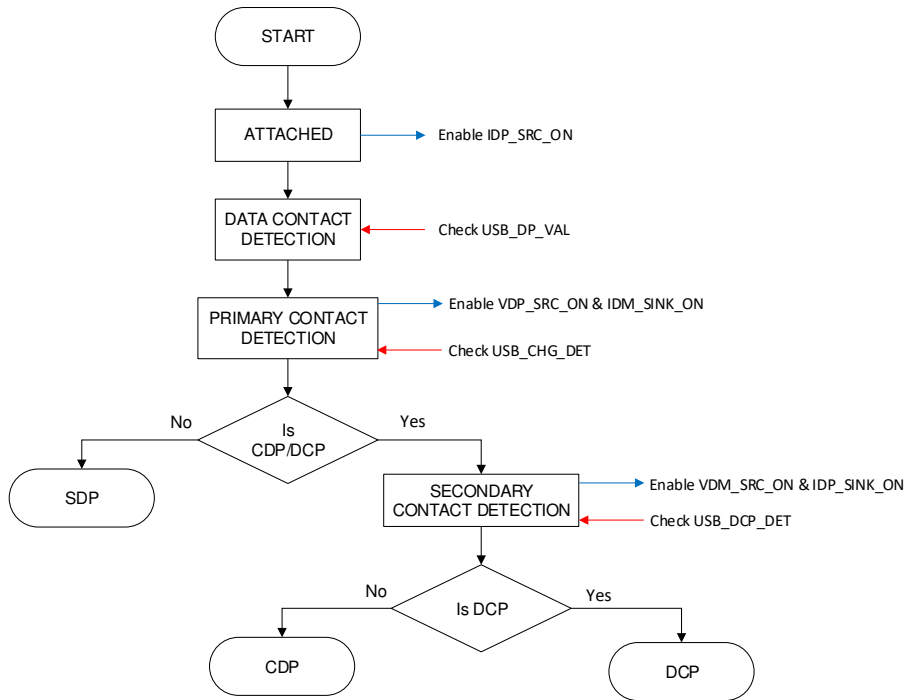 START
ATTACHED
Enable IDP_SRC_ON
DATA CONTACT
DETECTION
Check USB_DP_VAL
Enable VDP_SRC_ON & IDM_SINK_ON
PRIMARY CONTACT
DETECTION
Check USB_CHG_DET
No
Is
CDP/DCP
Yes
SDP
SECONDARY
CONTACT DETECTION
Enable VDM_SRC_ON & IDP_SINK_ON
Check USB_DCP_DET
No
Is DCP
Yes
CDP
DCP